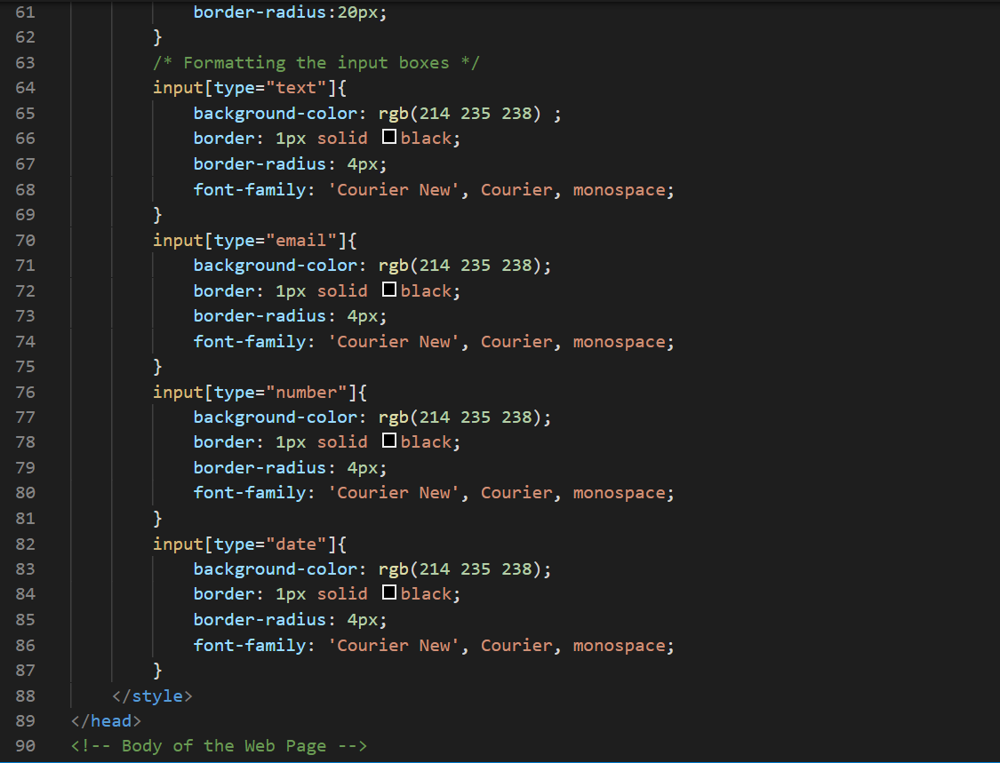 61 border-radius:20px;
62 }
63 /* Formatting the input boxes */
64 input[type="text"]{
65 background-color: rgb(214 235 238) ;
66 border: 1px solid black;
67 border-radius: 4px;
68 font-family: 'Courier New', Courier, monospace;
69 }
70 input[type="email"]{
71 background-color: rgb(214 235 238);
72 border: 1px solid black;
73 border-radius: 4px;
74 font-family: 'Courier New', Courier, monospace;
75 }
76 input[type="number"]{
77 background-color: rgb(214 235 238);
78 border: 1px solid black;
79 border-radius: 4px;
80 font-family: 'Courier New', Courier, monospace;
81 }
82 input[type="date"]{
83 background-color: rgb(214 235 238);
84 border: 1px solid black;
85 border-radius: 4px;
86 font-family: 'Courier New', Courier, monospace;
87 }
88 </style>
89 </head>
90 <!-- Body of the Web Page -->